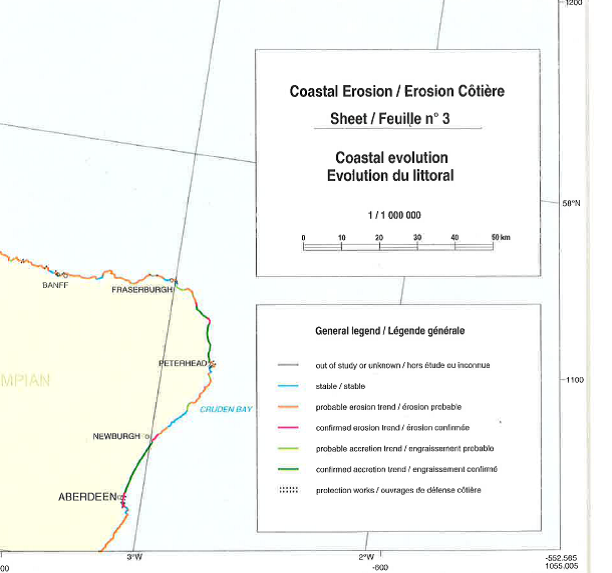 1200
Coastal Erosion / Erosion Côtière
Sheet / Feuille n° 3
Coastal evolution
Evolution du littoral
1 / 1 000 000
0 10 20 30 40 50 km
58°N
BANFF
FRASERBURGH
General legend / Légende générale
PETERHEAD
out of study or unknown / hors étude ou inconnue
MPIAN
stable / stable
1100
probable erosion trend / érosion probable
CRUDEN BAY
confirmed erosion trend / érosion confirmée
NEWBURGH
probable accretion trend / engraissement probable
confirmed accretion trend / engraissement confirmé
protection works / ouvrages de défense côtière
ABERDEEN
3°W
2°W
-552.565
00
-600
1055.005